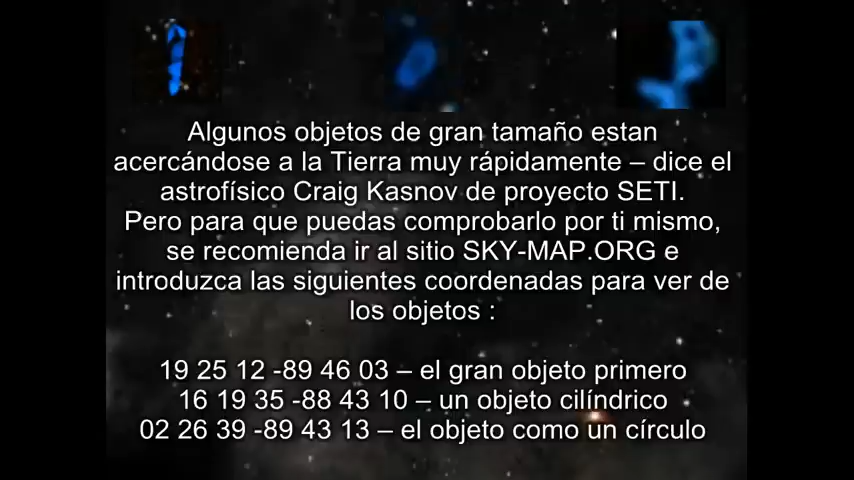 Algunos objetos de gran tamaño estan
acercándose a la Tierra muy rápidamente – dice el
astrofísico Craig Kasnov de proyecto SETI.
Pero para que puedas comprobarlo por ti mismo,
se recomienda ir al sitio SKY-MAP.ORG e
introduzca las siguientes coordenadas para ver de
los objetos :
19 25 12 -89 46 03 – el gran objeto primero
16 19 35 -88 43 10 – un objeto cilíndrico
02 26 39 -89 43 13 – el objeto como un círculo